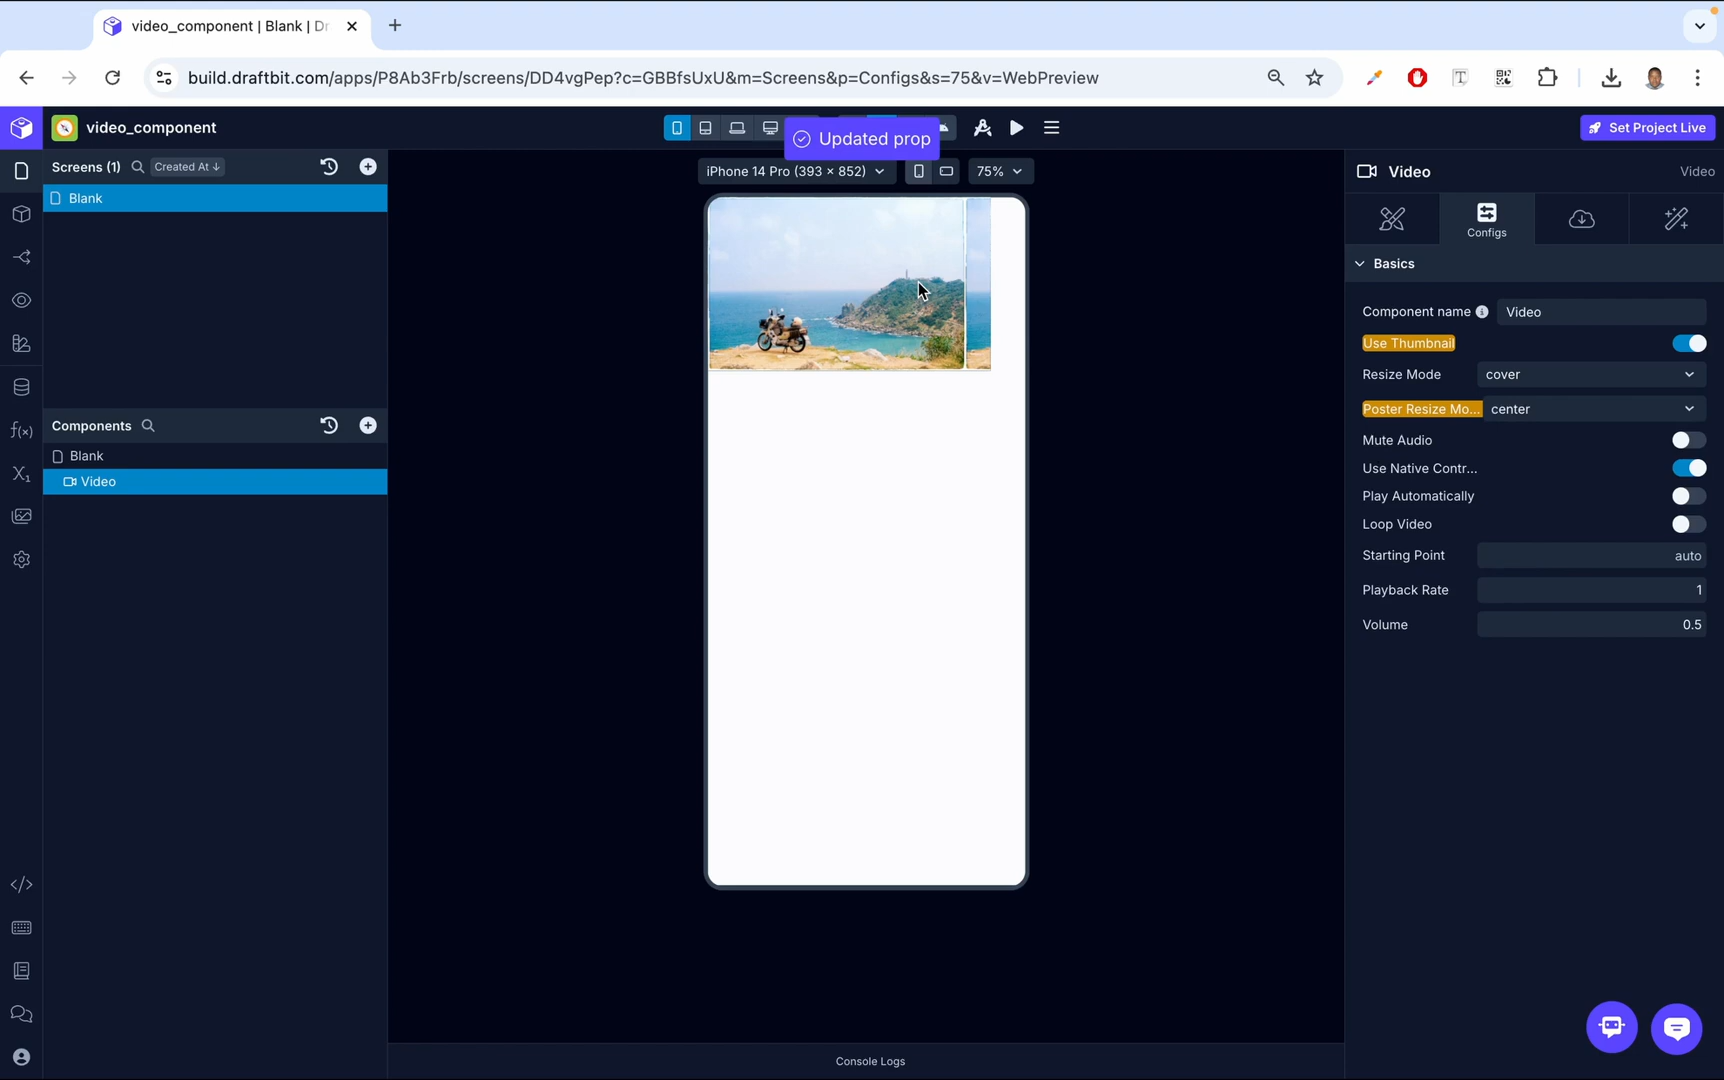 video_component | Blank | Dr
build.draftbit.com/apps/P8Ab3Frb/screens/DD4vgPep?c=GBBfsUxU&m=Screens&p=Configs&s=75&v=WebPreview
video_component
Updated prop
Set Project Live
Screens (1)
Created At ↓
Blank
iPhone 14 Pro (393 × 852)
75%
Video
Video
Configs
Basics
Component name
Video
Use Thumbnail
Resize Mode
cover
Poster Resize Mo...
center
Components
Mute Audio
Blank
Use Native Contr...
Video
Play Automatically
Loop Video
Starting Point
auto
Playback Rate
1
Volume
0.5
f(x)
X₁
</>
Console Logs